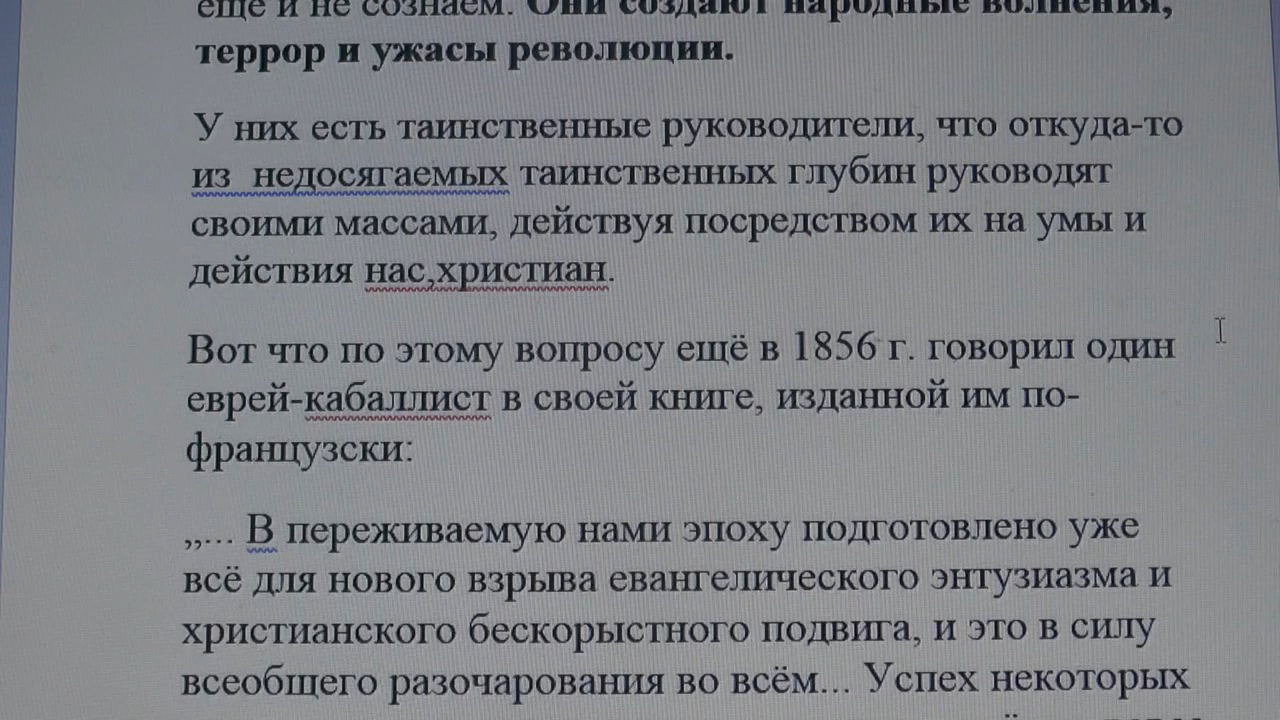 ещё и не сознаем. Они создают народные волнения,
террор и ужасы революции.
У них есть таинственные руководители, что откуда-то
из  недосягаемых таинственных глубин руководят
своими массами, действуя посредством их на умы и
действия нас,христиан.
Вот что по этому вопросу ещё в 1856 г. говорил один
еврей-кабаллист в своей книге, изданной им по-
французски:
„... В переживаемую нами эпоху подготовлено уже
всё для нового взрыва евангелического энтузиазма и
христианского бескорыстного подвига, и это в силу
всеобщего разочарования во всём... Успех некоторых